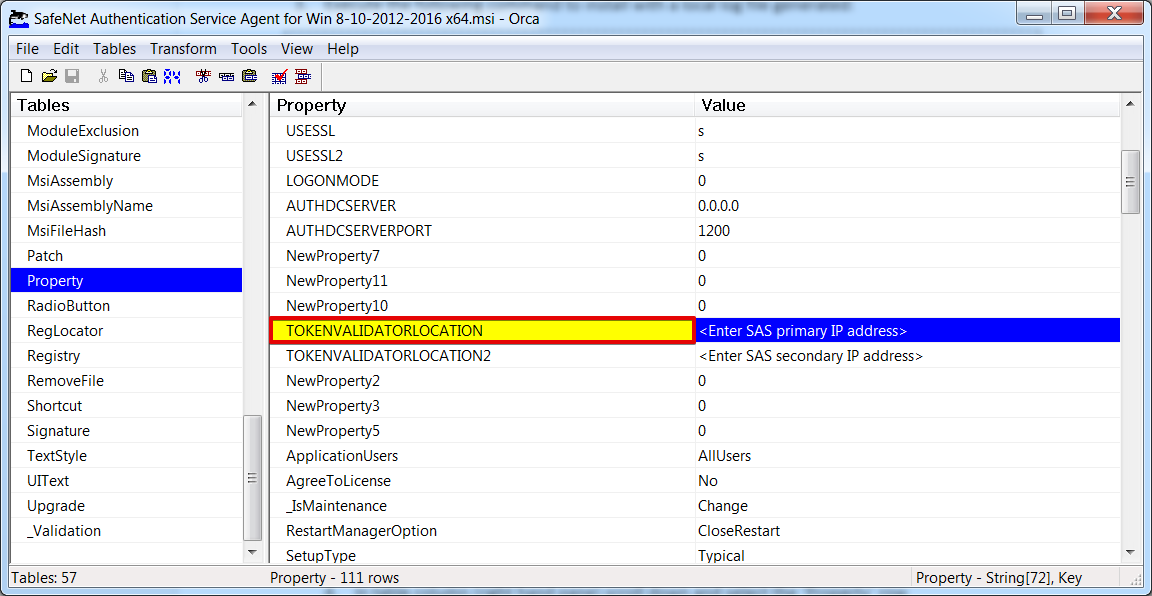 SafeNet Authentication Service Agent for Win 8-10-2012-2016 x64.msi - Orca
File Edit Tables Transform Tools View Help
Tables
ModuleExclusion
ModuleSignature
MsiAssembly
MsiAssemblyName
MsiFileHash
Patch
Property
RadioButton
RegLocator
Registry
RemoveFile
Shortcut
Signature
TextStyle
UIText
Upgrade
_Validation
Property Value
USESSL s
USESSL2 s
LOGONMODE 0
AUTHDCSERVER 0.0.0.0
AUTHDCSERVERPORT 1200
NewProperty7 0
NewProperty11 0
NewProperty10 0
TOKENVALIDATORLOCATION <Enter SAS primary IP address>
TOKENVALIDATORLOCATION2 <Enter SAS secondary IP address>
NewProperty2 0
NewProperty3 0
NewProperty5 0
ApplicationUsers AllUsers
AgreeToLicense No
_IsMaintenance Change
RestartManagerOption CloseRestart
SetupType Typical
Tables: 57 Property - 111 rows Property - String[72], Key